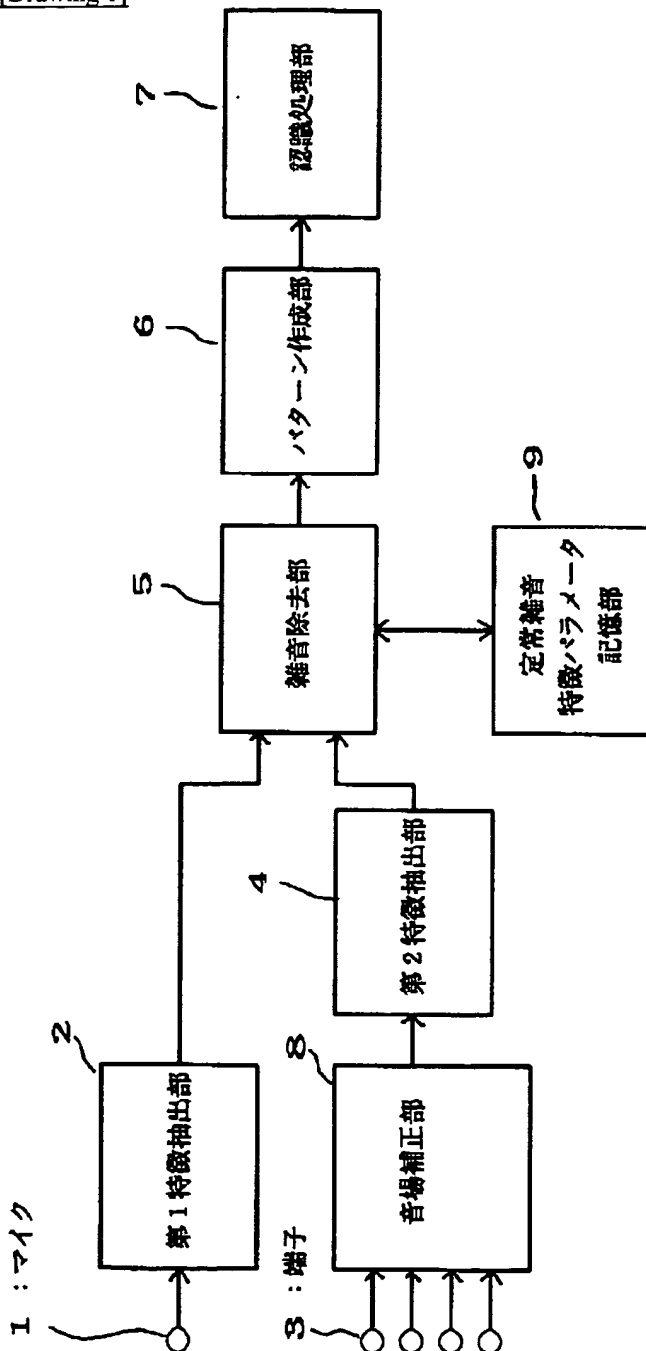 1：マイク
2
第1特徴抽出部
3：端子
8
音場補正部
4
第2特徴抽出部
5
雑音除去部
9
定常雑音
特徴パラメータ
記憶部
6
パターン作成部
7
認識処理部